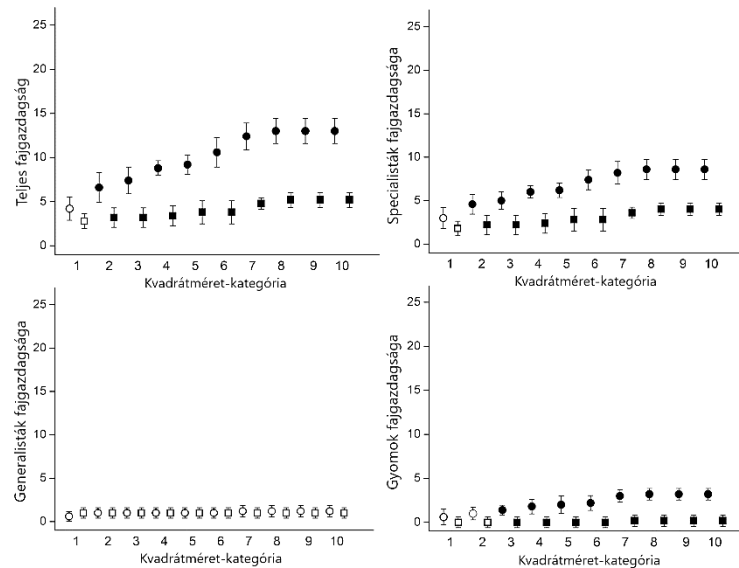 25
20
15
10
5
0
Teljes fajgazdagság
1 2 3 4 5 6 7 8 9 10
Kvadrátméret-kategória
25
20
15
10
5
0
Specialisták fajgazdagsága
1 2 3 4 5 6 7 8 9 10
Kvadrátméret-kategória
25
20
15
10
5
0
Generalisták fajgazdagsága
1 2 3 4 5 6 7 8 9 10
Kvadrátméret-kategória
25
20
15
10
5
0
Gyomok fajgazdagsága
1 2 3 4 5 6 7 8 9 10
Kvadrátméret-kategória